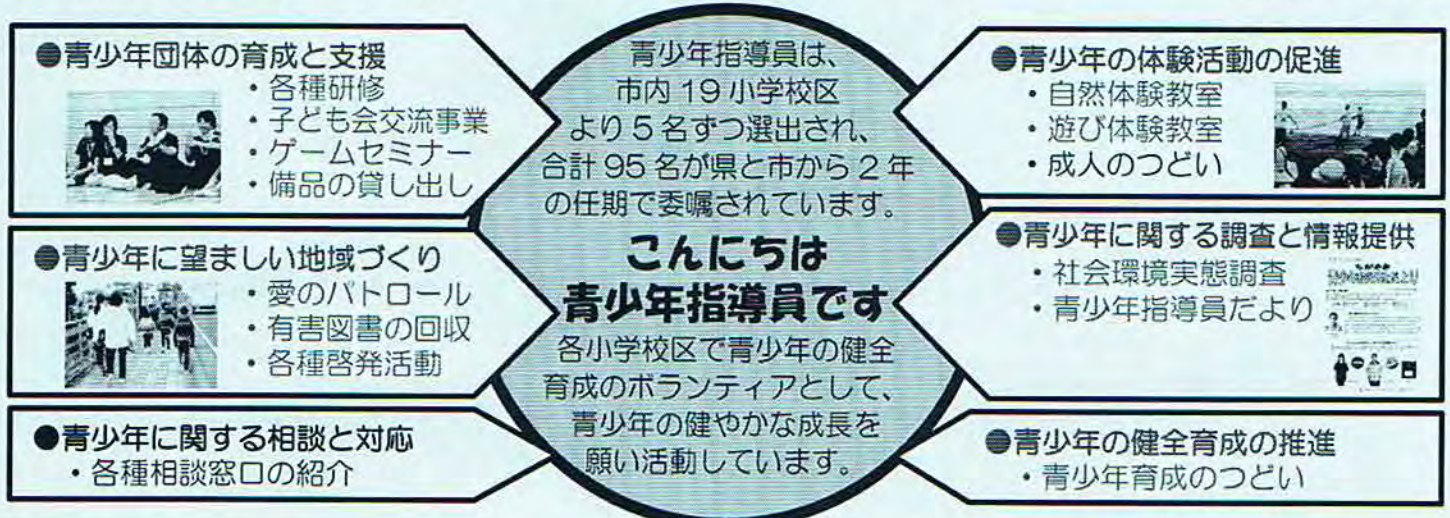 ●青少年団体の育成と支援
・各種研修
・子ども会交流事業
・ゲームセミナー
・備品の貸し出し
●青少年に望ましい地域づくり
・愛のパトロール
・有害図書の回収
・各種啓発活動
●青少年に関する相談と対応
・各種相談窓口の紹介
青少年指導員は、
市内 19 小学校区
より 5 名ずつ選出され、
合計 95 名が県と市から 2 年
の任期で委嘱されています。
こんにちは
青少年指導員です
各小学校区で青少年の健全
育成のボランティアとして、
青少年の健やかな成長を
願い活動しています。
●青少年の体験活動の促進
・自然体験教室
・遊び体験教室
・成人のつどい
●青少年に関する調査と情報提供
・社会環境実態調査
・青少年指導員だより
●青少年の健全育成の推進
・青少年育成のつどい